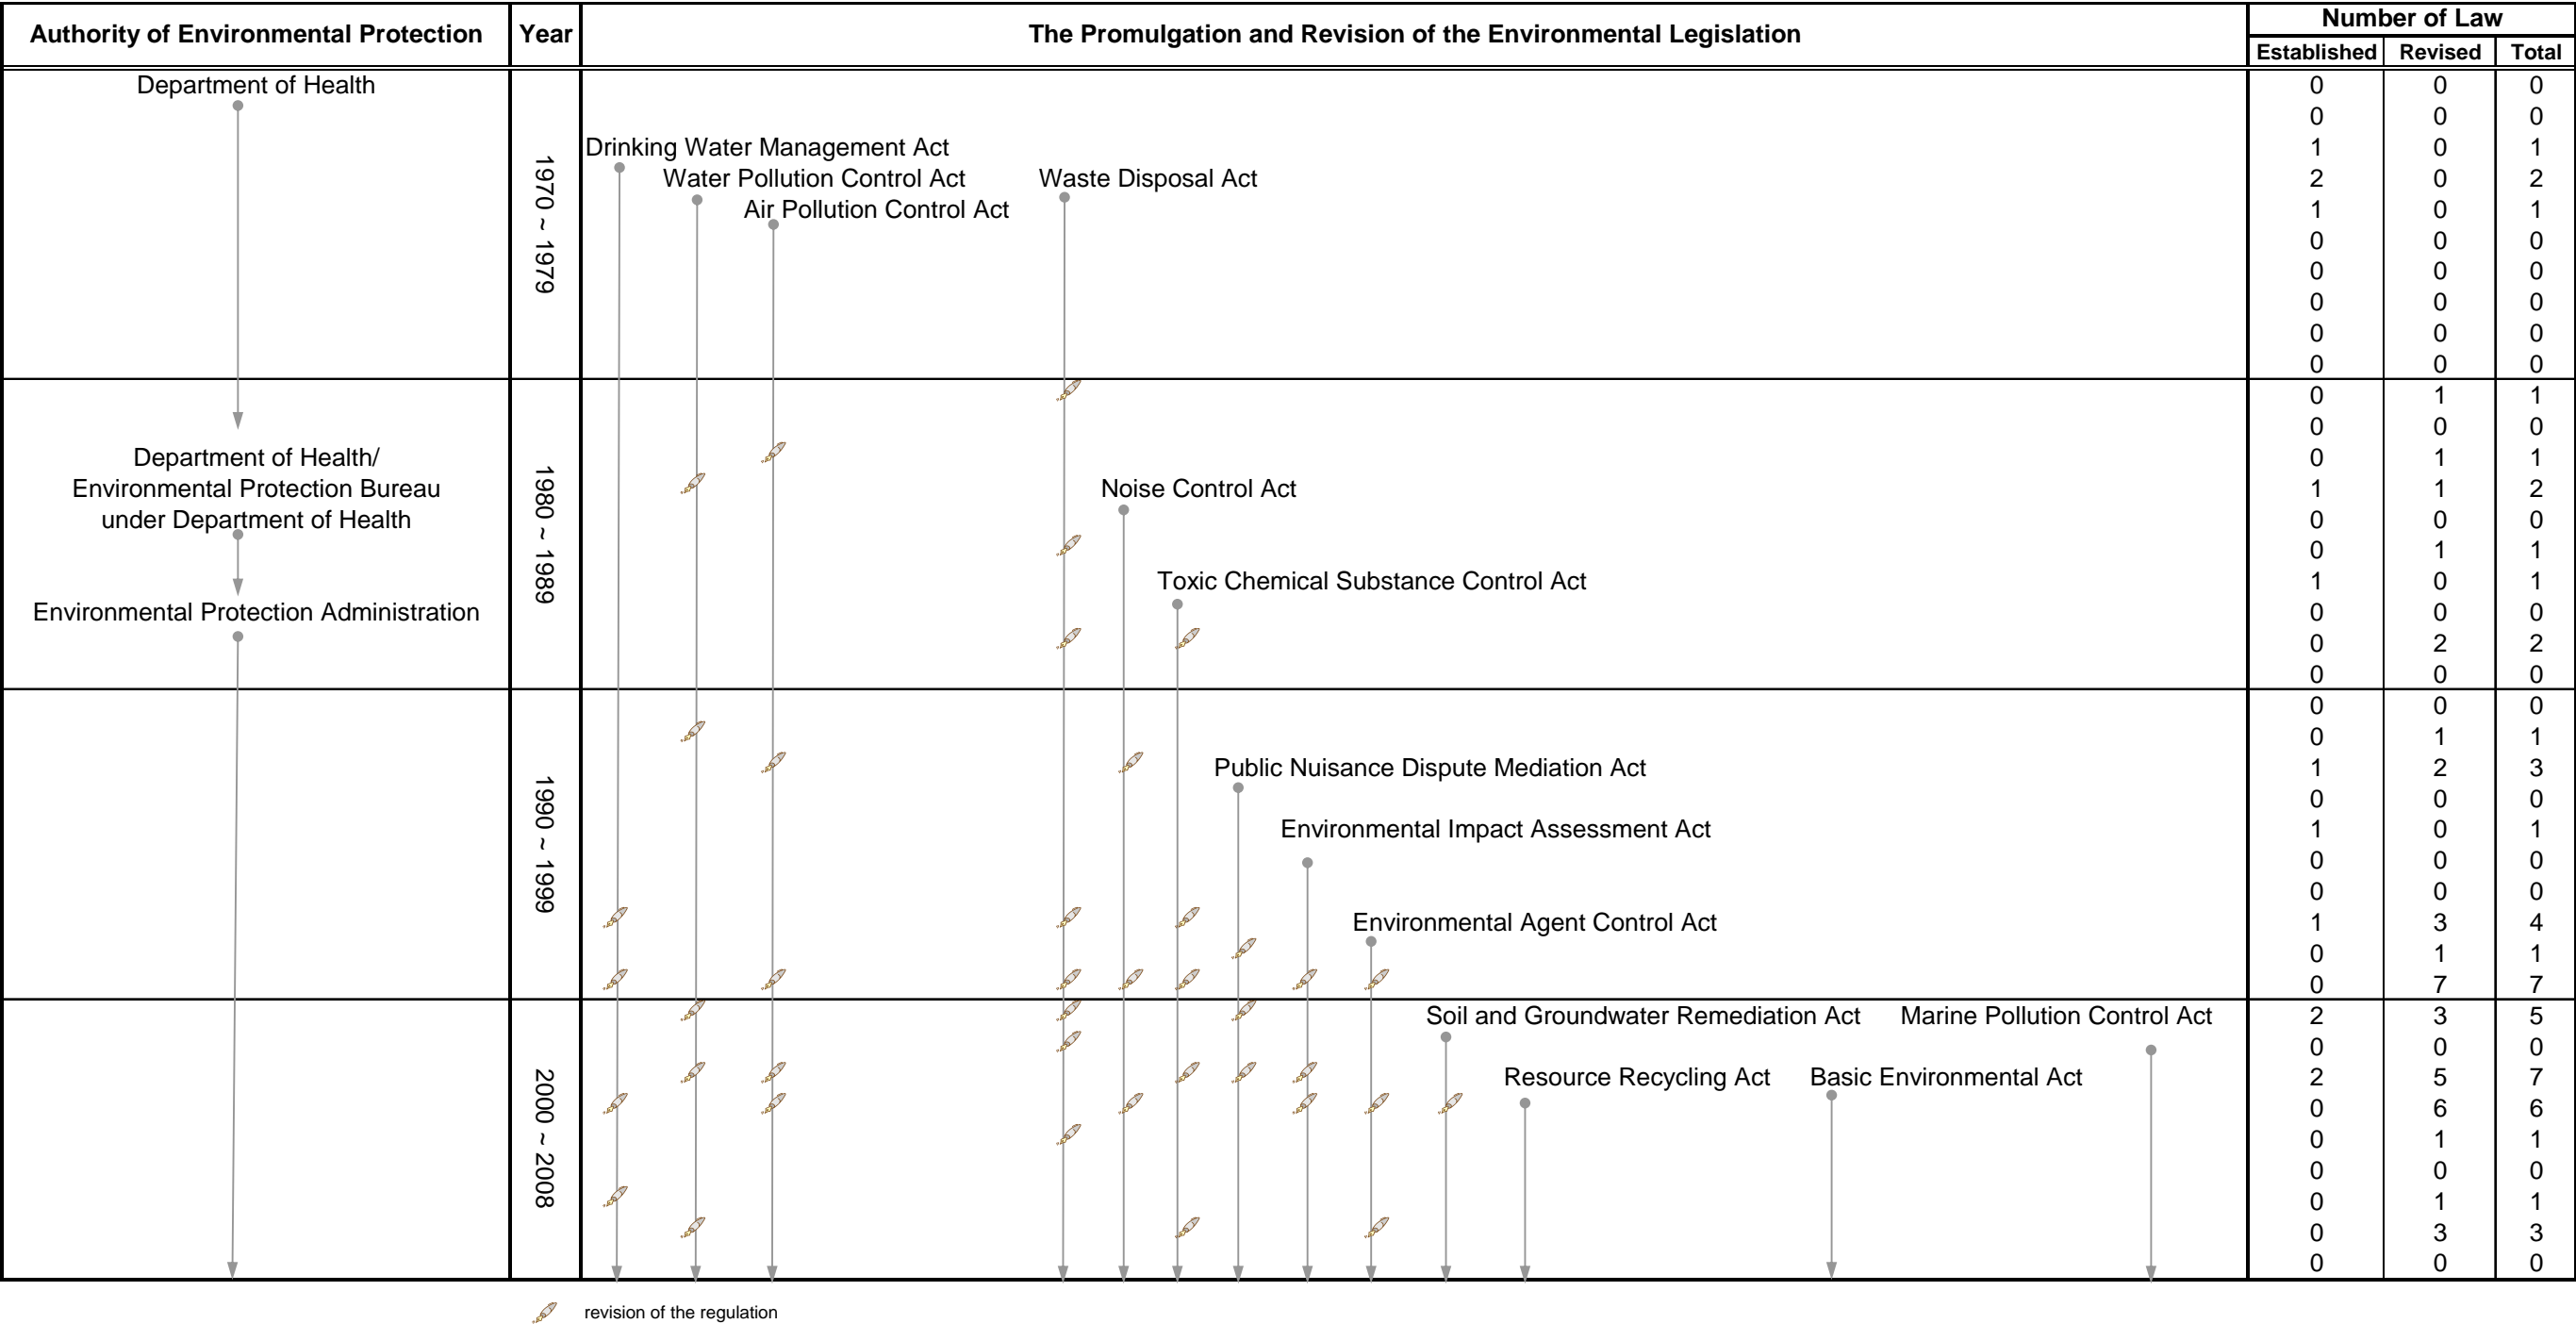 Authority of Environmental Protection Year The Promulgation and Revision of the Environmental Legislation Number of Law
Established Revised Total
Department of Health 0 0 0
0 0 0
Drinking Water Management Act 1 0 1
Water Pollution Control Act Waste Disposal Act 2 0 2
Air Pollution Control Act 1 0 1
1970 ~ 1979
0 0 0
0 0 0
0 0 0
0 0 0
0 0 0
0 1 1
0 0 0
Department of Health/ 0 1 1
Environmental Protection Bureau Noise Control Act 1 1 2
under Department of Health 0 0 0
1980 ~ 1989
0 1 1
Toxic Chemical Substance Control Act 1 0 1
Environmental Protection Administration 0 0 0
0 2 2
0 0 0
0 0 0
0 1 1
Public Nuisance Dispute Mediation Act 1 2 3
0 0 0
Environmental Impact Assessment Act 1 0 1
1990 ~ 1999
0 0 0
0 0 0
Environmental Agent Control Act 1 3 4
0 1 1
0 7 7
Soil and Groundwater Remediation Act Marine Pollution Control Act 2 3 5
0 0 0
Resource Recycling Act Basic Environmental Act 2 5 7
0 6 6
2000 ~ 2008
0 1 1
0 0 0
0 1 1
0 3 3
0 0 0
revision of the regulation